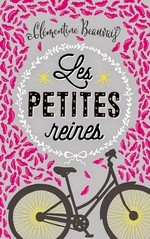 Clémentine Beauvais
Les
PETITES
reines